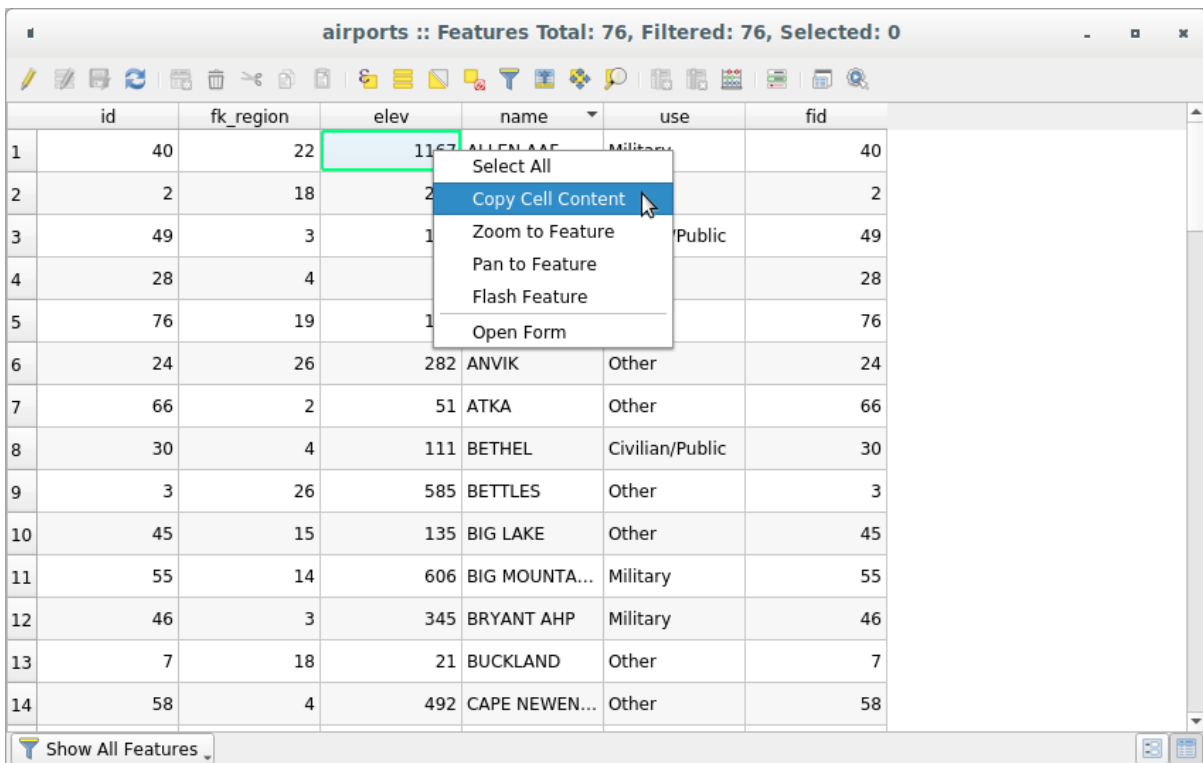 airports :: Features Total: 76, Filtered: 76, Selected: 0
id fk_region elev name use fid
1 40 22 1167 ALLEN AAF Military 40
Select All
2 2 18 2
Copy Cell Content
3 49 3 1 /Public 49
Zoom to Feature
4 28 4 28
Pan to Feature
Flash Feature
5 76 19 1 76
Open Form
6 24 26 282 ANVIK Other 24
7 66 2 51 ATKA Other 66
8 30 4 111 BETHEL Civilian/Public 30
9 3 26 585 BETTLES Other 3
10 45 15 135 BIG LAKE Other 45
11 55 14 606 BIG MOUNTA... Military 55
12 46 3 345 BRYANT AHP Military 46
13 7 18 21 BUCKLAND Other 7
14 58 4 492 CAPE NEWEN... Other 58
Show All Features